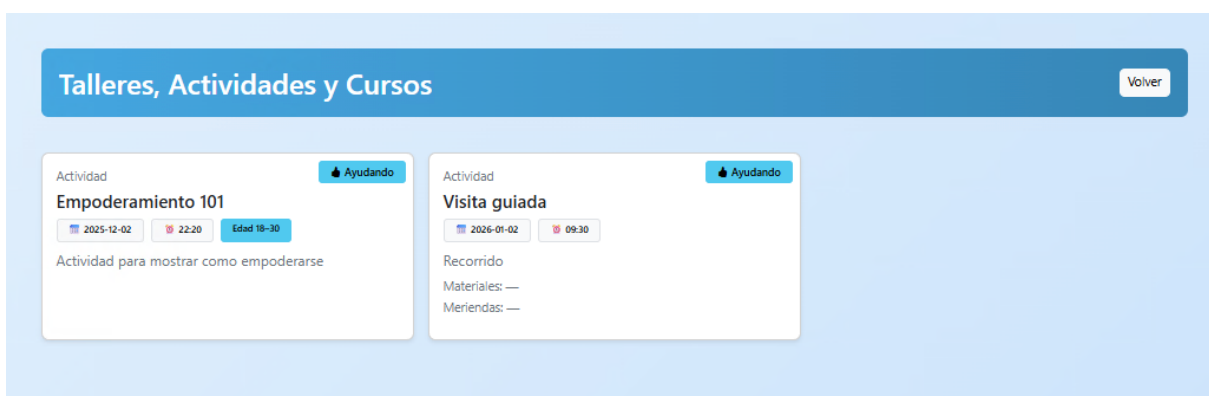 Talleres, Actividades y Cursos
Volver
Actividad
Ayudando
Empoderamiento 101
2025-12-02 22:20 Edad 18-30
Actividad para mostrar como empoderarse
Actividad
Ayudando
Visita guiada
2026-01-02 09:30
Recorrido
Materiales: —
Meriendas: —